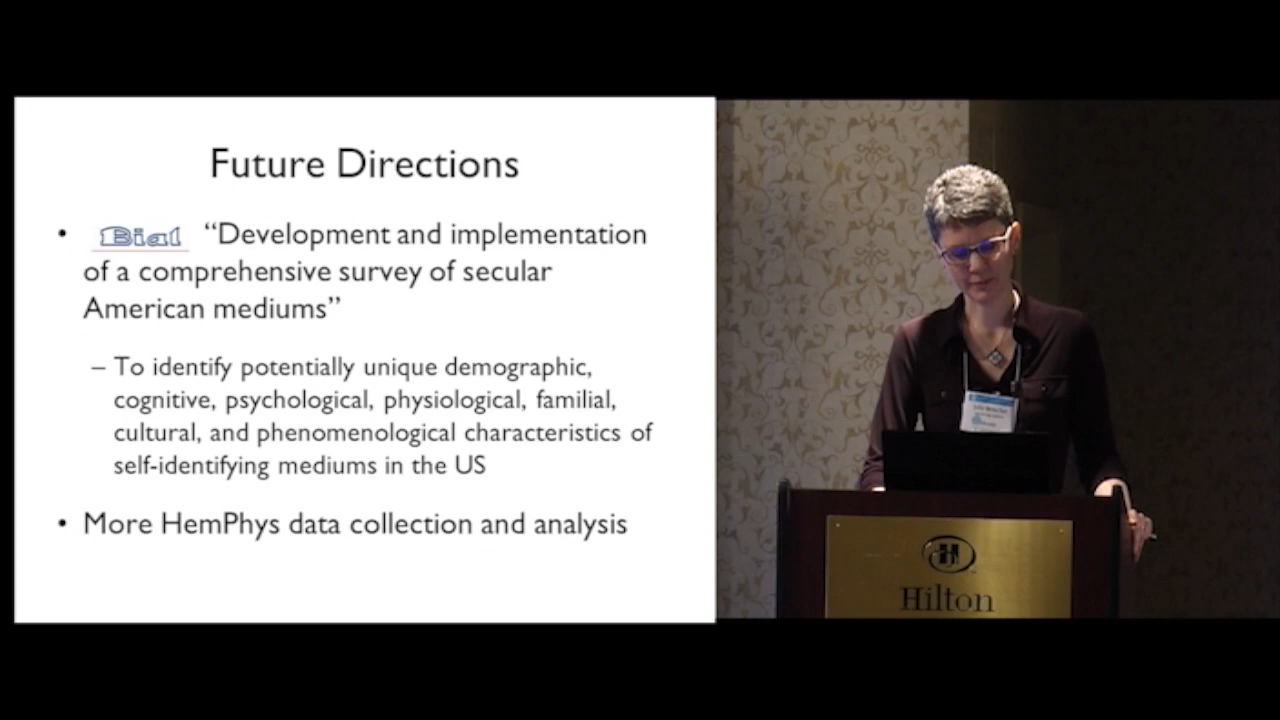 Future Directions
• Bial “Development and implementation
of a comprehensive survey of secular
American mediums”
– To identify potentially unique demographic,
cognitive, psychological, physiological, familial,
cultural, and phenomenological characteristics of
self-identifying mediums in the US
• More HemPhys data collection and analysis
H
Hilton